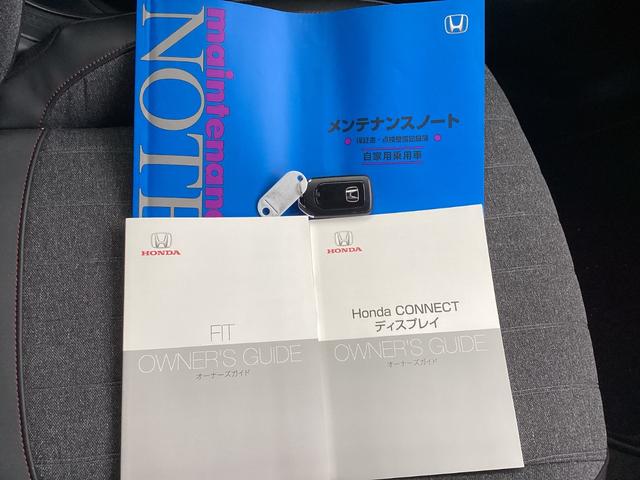 maintenanc
NOTE
メンテナンスノート
保証書・点検整備記録簿
自家用乗用車
HONDA
FIT
OWNER'S GUIDE
オーナーズガイド
HONDA
Honda CONNECT
ディスプレイ
OWNER'S GUIDE
オーナーズガイド